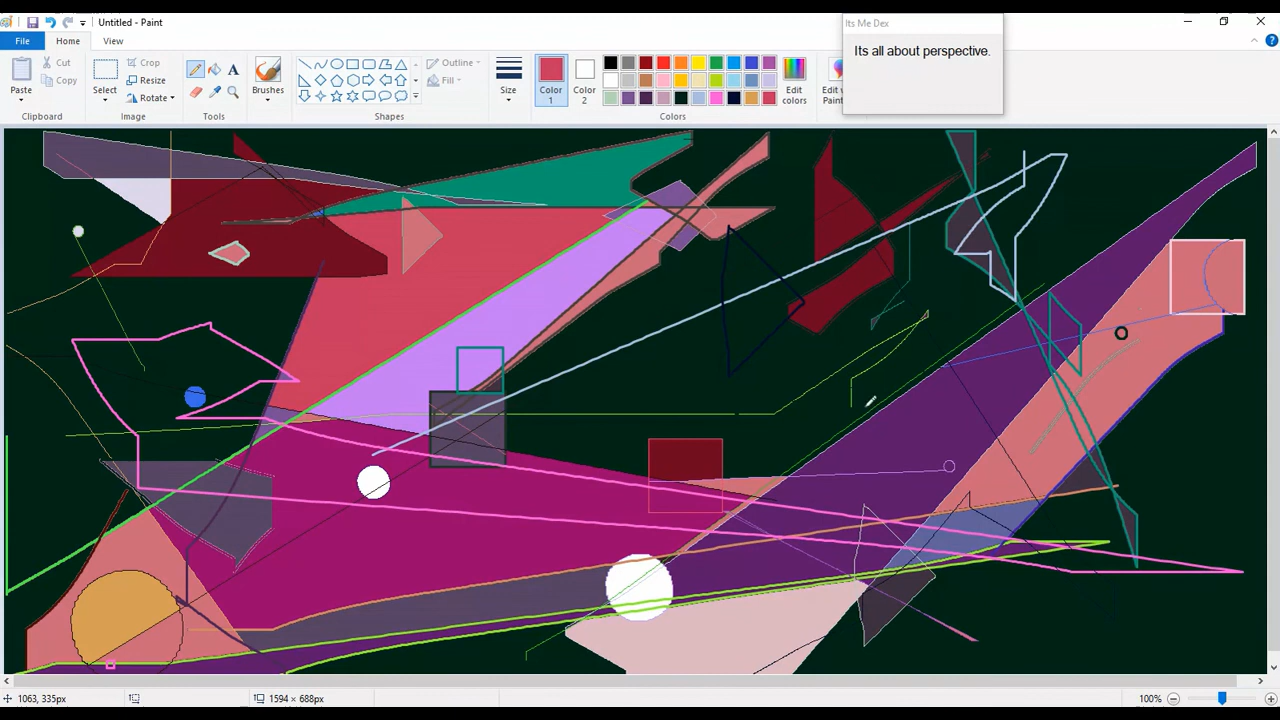 Untitled - Paint
Its Me Dex
File
Home
View
Its all about perspective.
Paste
Cut
Copy
Clipboard
Select
Crop
Resize
Rotate
Image
A
Tools
Brushes
Outline
Fill
Shapes
Size
Color 1
Color 2
Edit colors
Colors
1063, 335px
1594 × 688px
100%